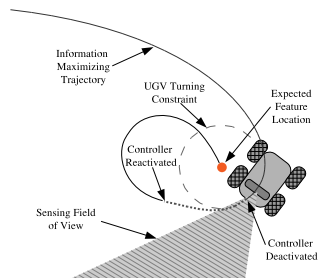 Information
Maximizing
Trajectory
UGV Turning
Constraint
Expected
Feature
Location
Controller
Reactivated
Sensing Field
of View
Controller
Deactivated